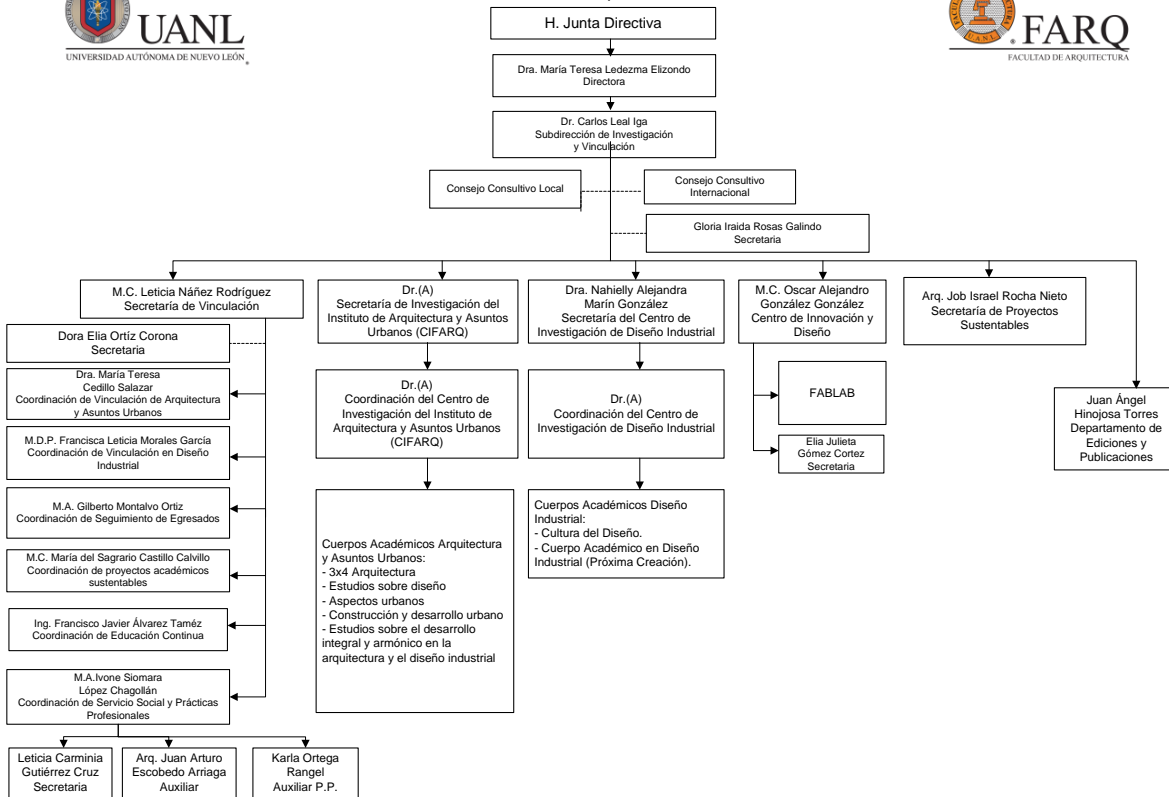 UANL
UNIVERSIDAD AUTÓNOMA DE NUEVO LEÓN
FARQ
FACULTAD DE ARQUITECTURA
H. Junta Directiva
Dra. María Teresa Ledezma Elizondo
Directora
Dr. Carlos Leal Iga
Subdirección de Investigación
y Vinculación
Consejo Consultivo Local
Consejo Consultivo
Internacional
Gloria Iraida Rosas Galindo
Secretaria
M.C. Leticia Náñez Rodríguez
Secretaría de Vinculación
Dr.(A)
Secretaría de Investigación del
Instituto de Arquitectura y Asuntos
Urbanos (CIFARQ)
Dra. Nahielly Alejandra
Marín González
Secretaría del Centro de
Investigación de Diseño Industrial
M.C. Oscar Alejandro
González González
Centro de Innovación y
Diseño
Arq. Job Israel Rocha Nieto
Secretaría de Proyectos
Sustentables
Juan Ángel
Hinojosa Torres
Departamento de
Ediciones y
Publicaciones
Dora Elia Ortíz Corona
Secretaria
Dra. María Teresa
Cedillo Salazar
Coordinación de Vinculación de Arquitectura
y Asuntos Urbanos
M.D.P. Francisca Leticia Morales García
Coordinación de Vinculación en Diseño
Industrial
M.A. Gilberto Montalvo Ortiz
Coordinación de Seguimiento de Egresados
M.C. María del Sagrario Castillo Calvillo
Coordinación de proyectos académicos
sustentables
Ing. Francisco Javier Álvarez Taméz
Coordinación de Educación Continua
M.A.Ivone Siomara
López Chagollán
Coordinación de Servicio Social y Prácticas
Profesionales
Leticia Carminia
Gutiérrez Cruz
Secretaria
Arq. Juan Arturo
Escobedo Arriaga
Auxiliar
Karla Ortega
Rangel
Auxiliar P.P.
Dr.(A)
Coordinación del Centro de
Investigación del Instituto de
Arquitectura y Asuntos Urbanos
(CIFARQ)
Cuerpos Académicos Arquitectura
y Asuntos Urbanos:
- 3x4 Arquitectura
- Estudios sobre diseño
- Aspectos urbanos
- Construcción y desarrollo urbano
- Estudios sobre el desarrollo
integral y armónico en la
arquitectura y el diseño industrial
Dr.(A)
Coordinación del Centro de
Investigación de Diseño Industrial
Cuerpos Académicos Diseño
Industrial:
- Cultura del Diseño.
- Cuerpo Académico en Diseño
Industrial (Próxima Creación).
FABLAB
Elia Julieta
Gómez Cortez
Secretaria